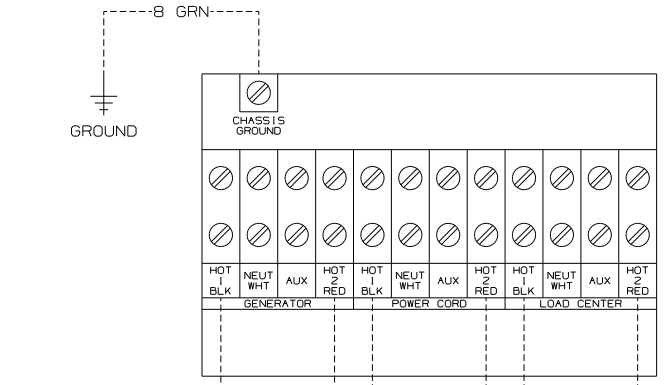 8 GRN
GROUND
CHASSIS
GROUND
HOT 1 BLK
NEUT WHT
AUX
HOT 2 RED
HOT 1 BLK
NEUT WHT
AUX
HOT 2 RED
HOT 1 BLK
NEUT WHT
AUX
HOT 2 RED
GENERATOR
POWER CORD
LOAD CENTER